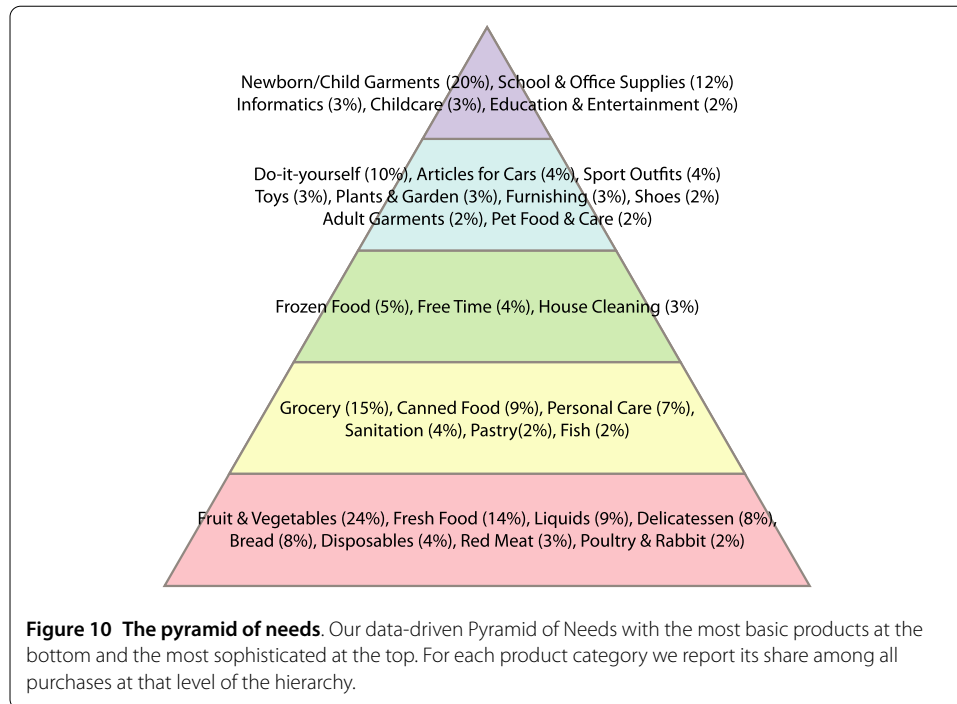 Newborn/Child Garments (20%), School & Office Supplies (12%)
Informatics (3%), Childcare (3%), Education & Entertainment (2%)
Do-it-yourself (10%), Articles for Cars (4%), Sport Outfits (4%)
Toys (3%), Plants & Garden (3%), Furnishing (3%), Shoes (2%)
Adult Garments (2%), Pet Food & Care (2%)
Frozen Food (5%), Free Time (4%), House Cleaning (3%)
Grocery (15%), Canned Food (9%), Personal Care (7%),
Sanitation (4%), Pastry(2%), Fish (2%)
Fruit & Vegetables (24%), Fresh Food (14%), Liquids (9%), Delicatessen (8%),
Bread (8%), Disposables (4%), Red Meat (3%), Poultry & Rabbit (2%)
Figure 10 The pyramid of needs. Our data-driven Pyramid of Needs with the most basic products at the
bottom and the most sophisticated at the top. For each product category we report its share among all
purchases at that level of the hierarchy.